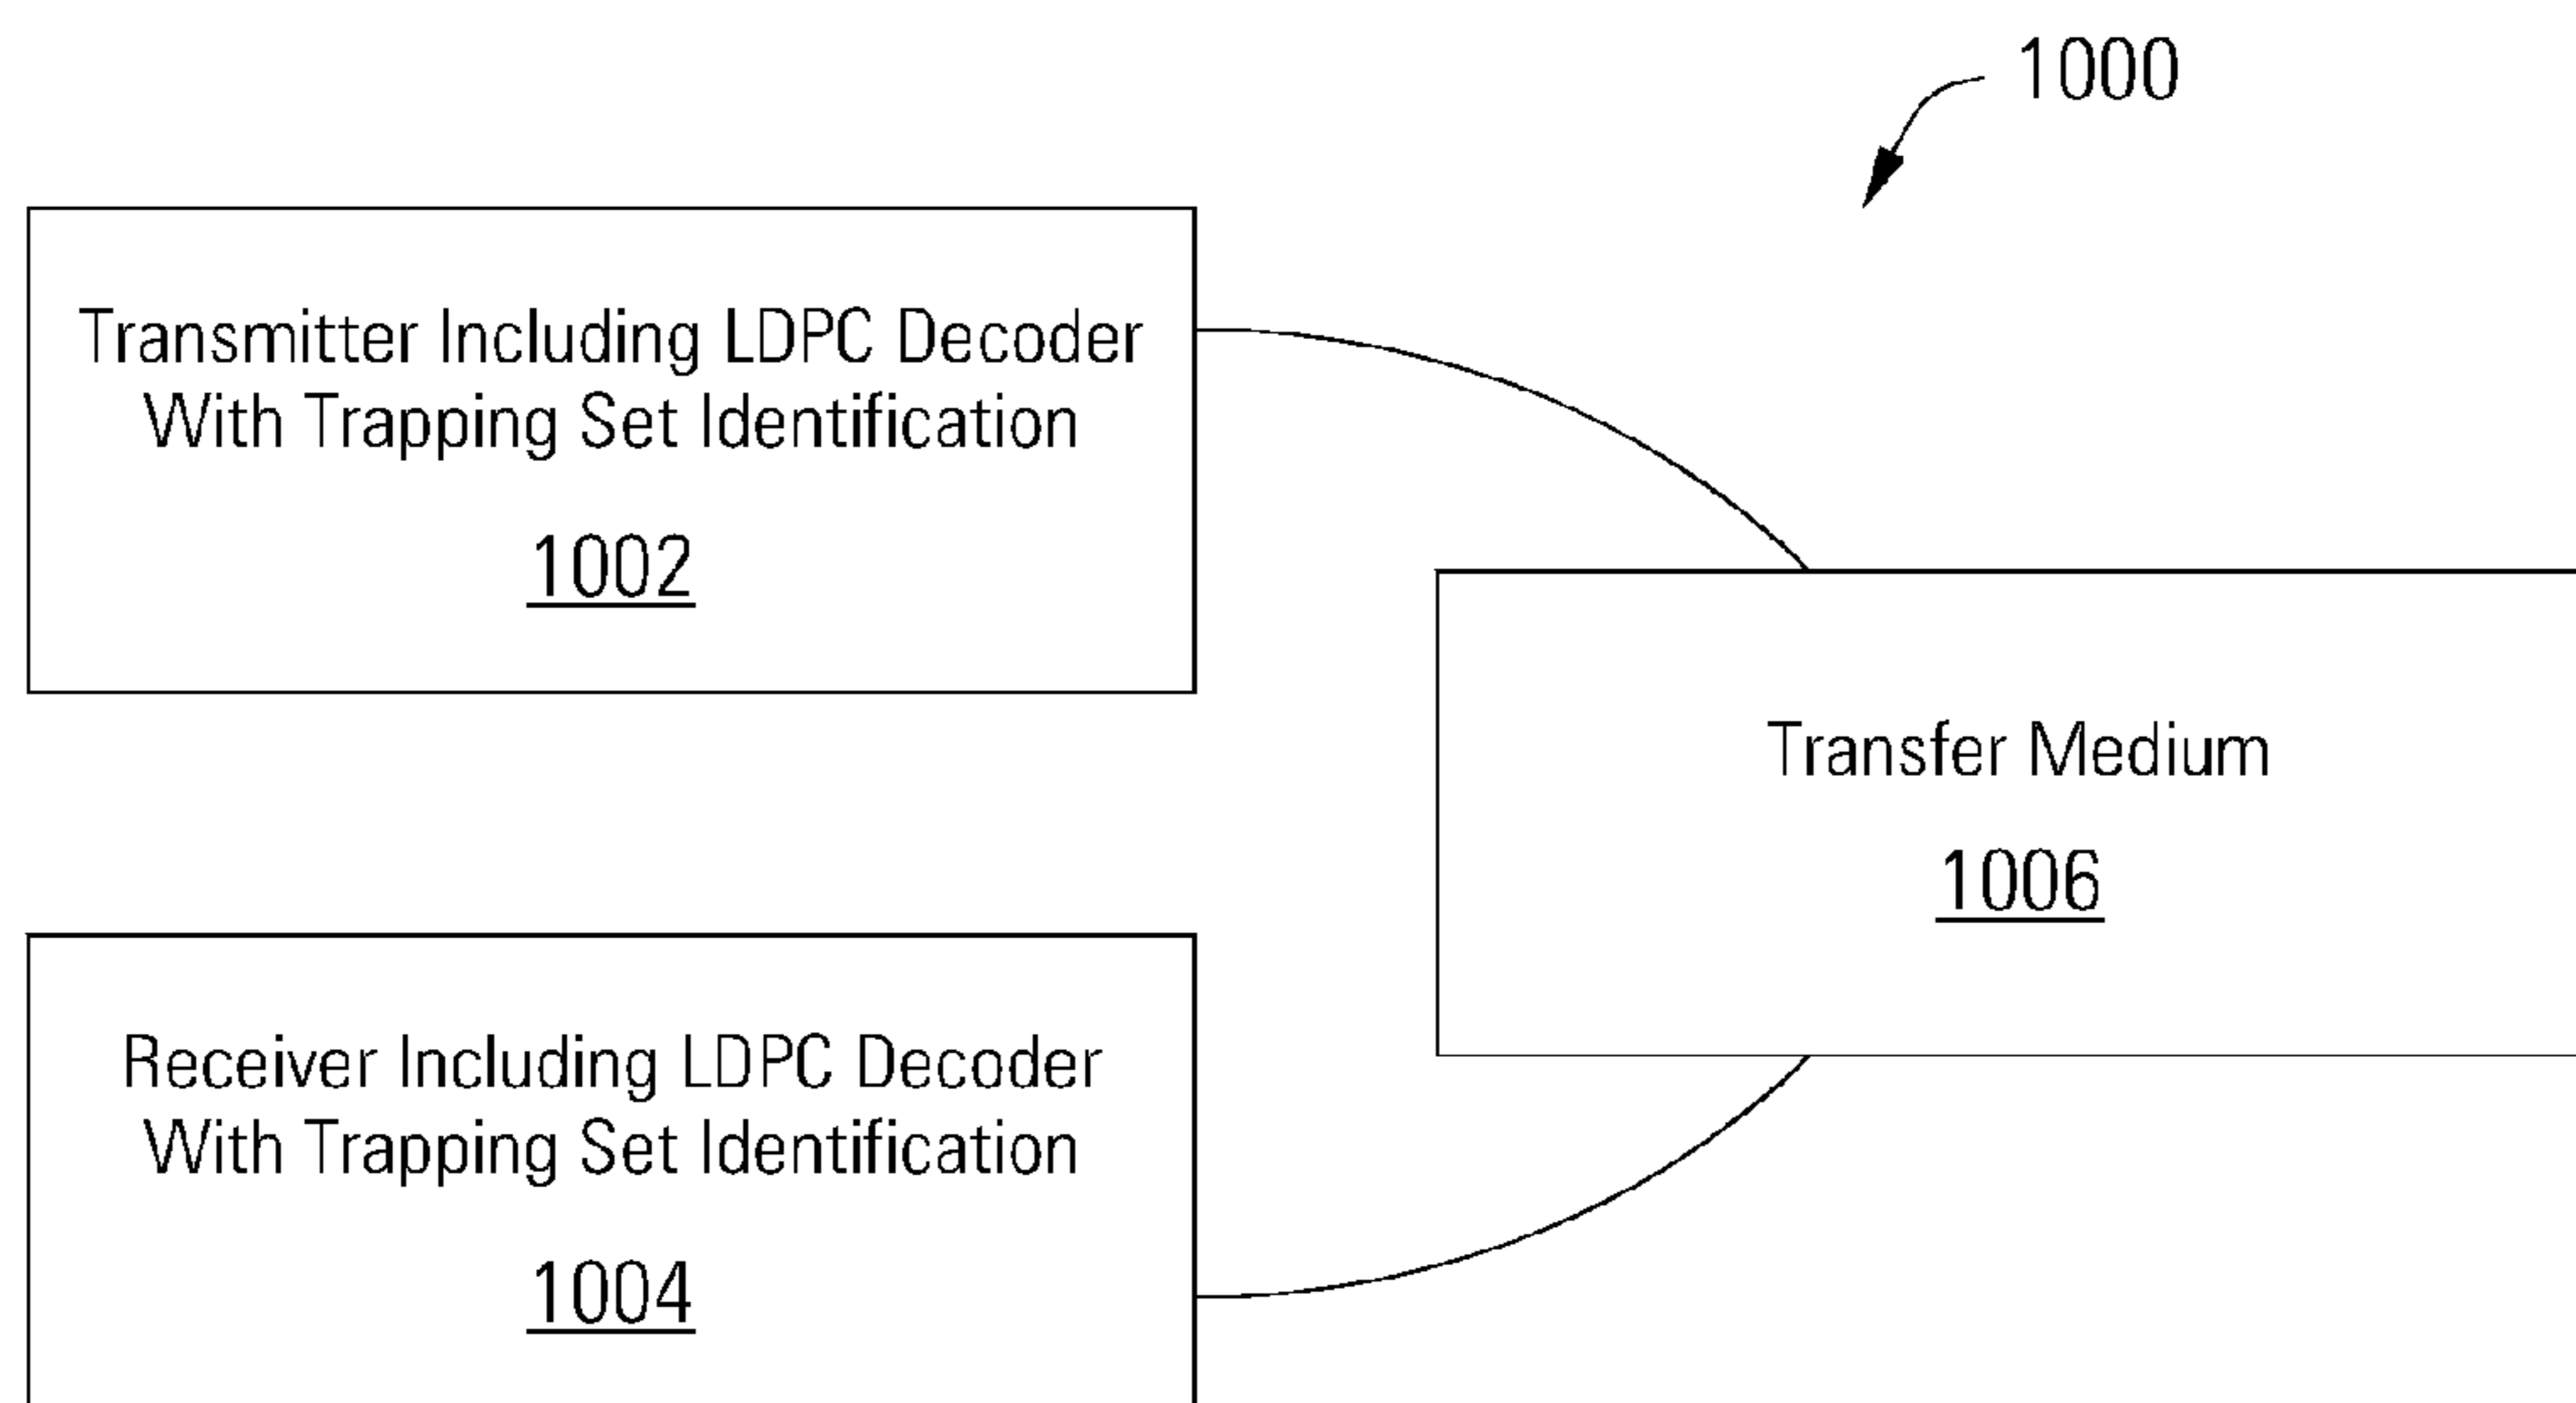 1000
Transmitter Including LDPC Decoder
With Trapping Set Identification
1002
Transfer Medium
1006
Receiver Including LDPC Decoder
With Trapping Set Identification
1004